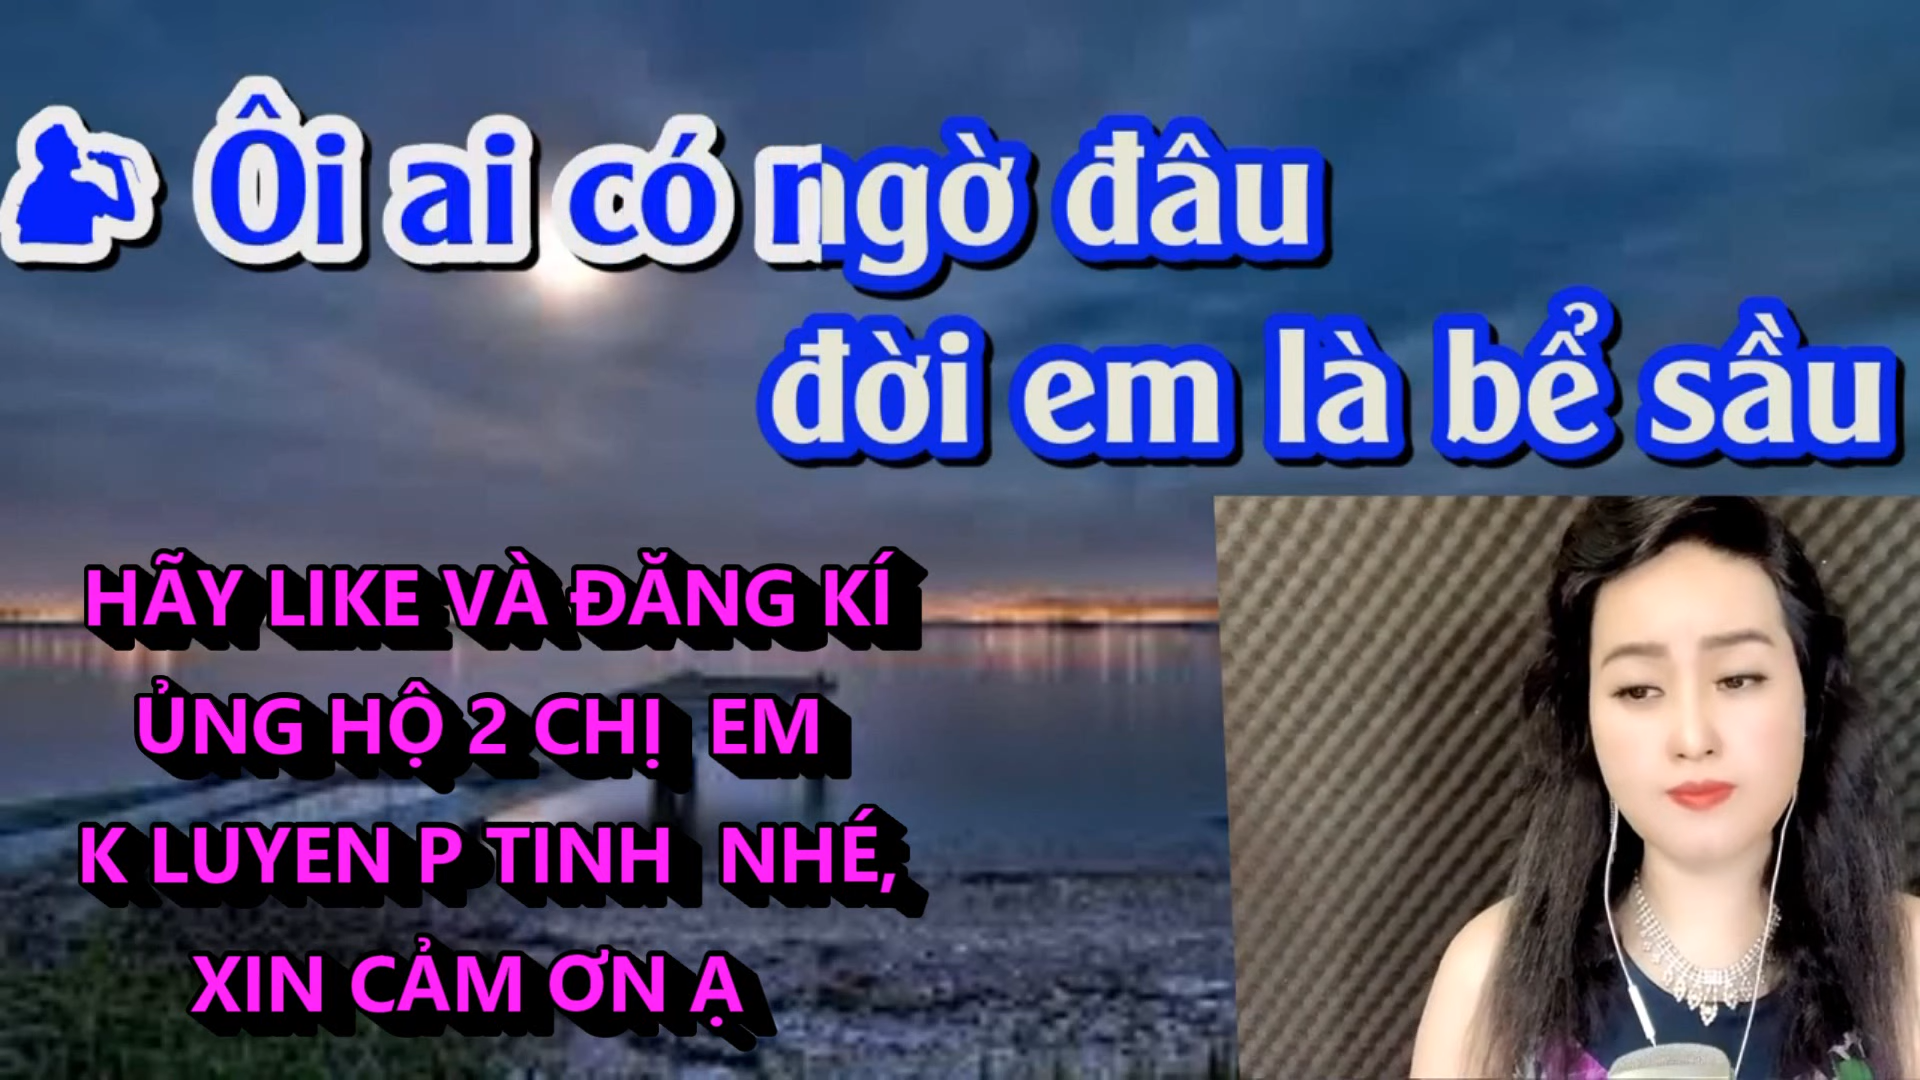 Ôi ai có ngờ đâu
đời em là bể sầu
HÃY LIKE VÀ ĐĂNG KÍ
ỦNG HỘ 2 CHỊ EM
K LUYEN P TINH NHÉ,
XIN CẢM ƠN Ạ